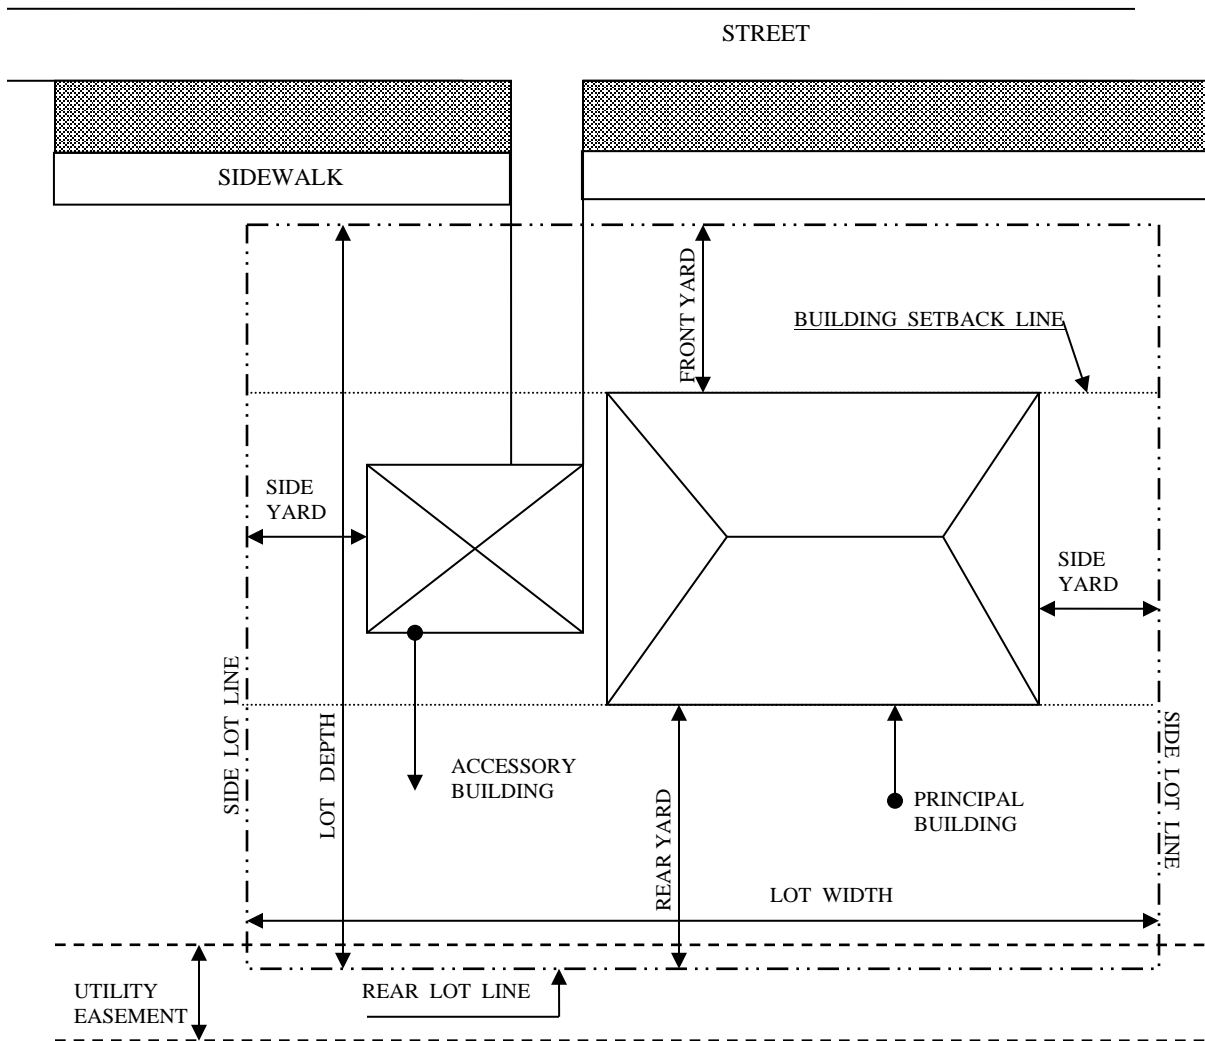 STREET
SIDEWALK
FRONT YARD
BUILDING SETBACK LINE
SIDE
YARD
SIDE
YARD
SIDE LOT LINE
LOT DEPTH
ACCESSORY
BUILDING
REAR YARD
PRINCIPAL
BUILDING
SIDE LOT LINE
LOT WIDTH
UTILITY
EASEMENT
REAR LOT LINE